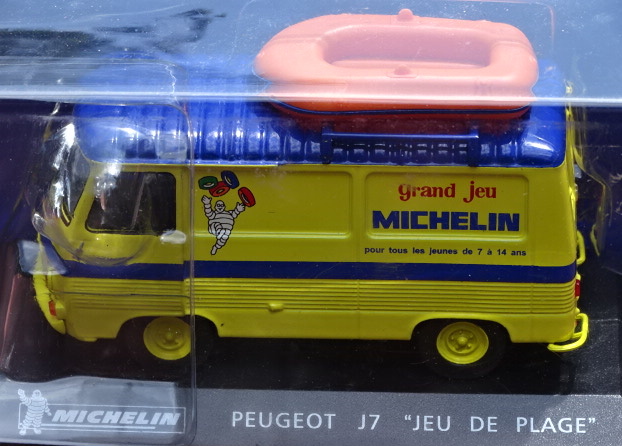 grand jeu
MICHELIN
pour tous les jeunes de 7 à 14 ans
MICHELIN
PEUGEOT J7 "JEU DE PLAGE"